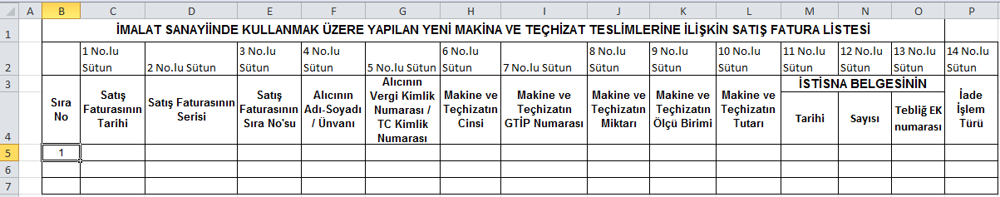 A B C D E F G H I J K L M N O P
1 İMALAT SANAYİİNDE KULLANMAK ÜZERE YAPILAN YENİ MAKİNA VE TEÇHİZAT TESLİMLERİNE İLİŞKİN SATIŞ FATURA LİSTESİ
2
1 No.lu
Sütun
2 No.lu Sütun
3 No.lu
Sütun
4 No.lu
Sütun
5 No.lu Sütun
6 No.lu
Sütun
7 No.lu Sütun
8 No.lu
Sütun
9 No.lu
Sütun
10 No.lu
Sütun
11 No.lu
Sütun
12 No.lu
Sütun
13 No.lu
Sütun
14 No.lu
Sütun
3
4
Sıra
No
Satış
Faturasının
Tarihi
Satış Faturasının
Serisi
Satış
Faturasının
Sıra No'su
Alıcının
Adı-Soyadı
/ Ünvanı
Alıcının
Vergi Kimlik
Numarası /
TC Kimlik
Numarası
Makine ve
Teçhizatın
Cinsi
Makine ve
Teçhizatın
GTİP Numarası
Makine ve
Teçhizatın
Miktarı
Makine ve
Teçhizatın
Ölçü Birimi
Makine ve
Teçhizatın
Tutarı
İSTİSNA BELGESİNİN
Tarihi
Sayısı
Tebliğ EK
numarası
İade
İşlem
Türü
5 1
6
7